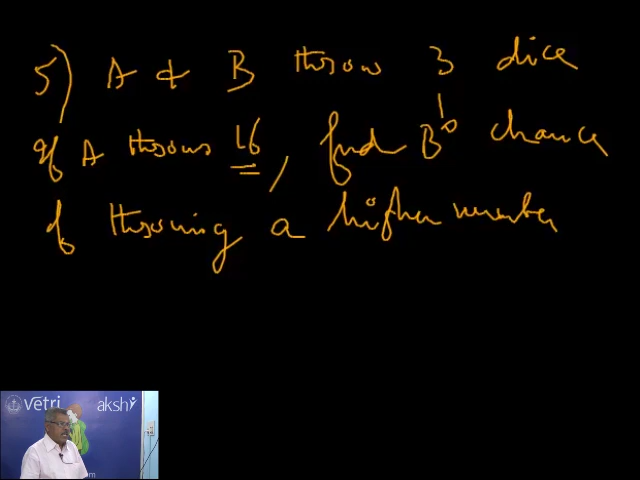 5) A & B throw 3 dice
If A throws 16, find B's chance
of throwing a higher number
vetri
akshi